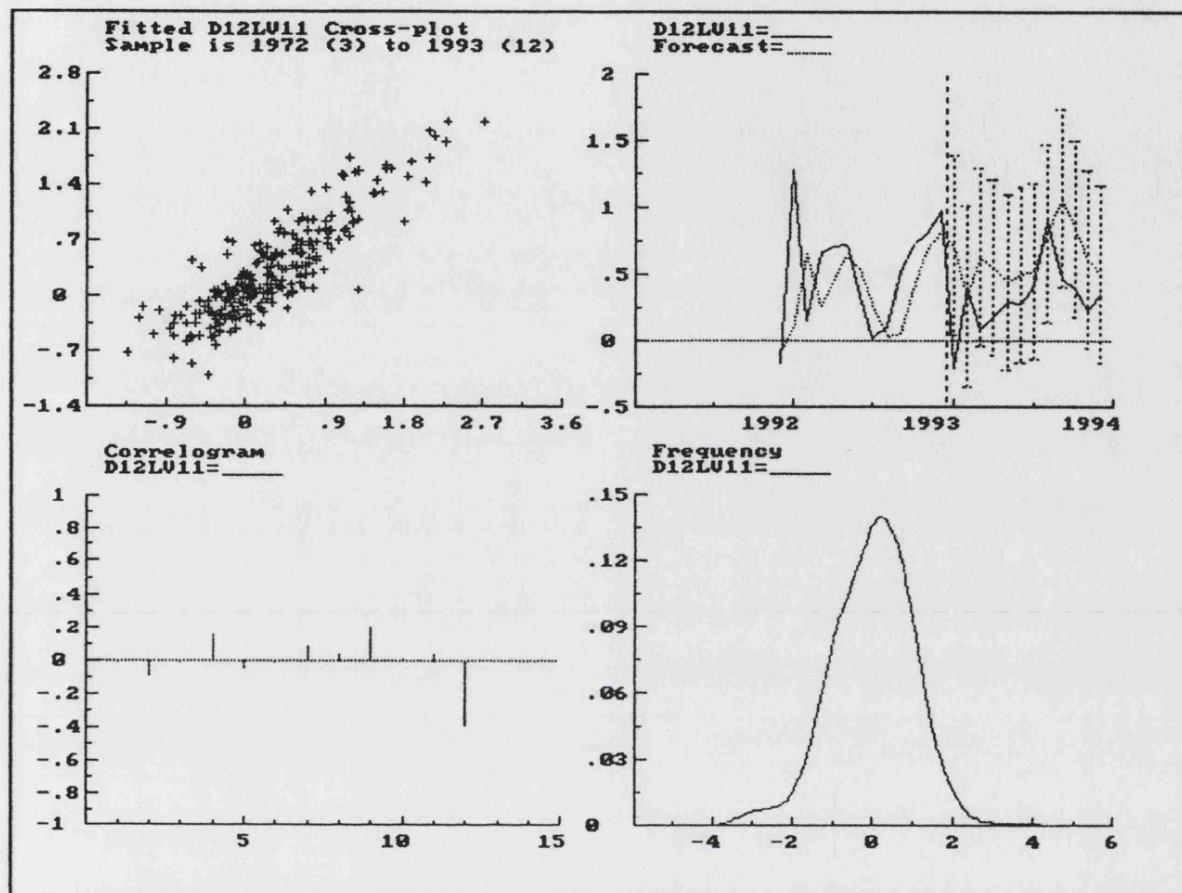 Fitted D12LV11 Cross-plot
Sample is 1972 (3) to 1993 (12)
2.8
2.1
1.4
.7
0
-.7
-1.4
-.9 0 .9 1.8 2.7 3.6
D12LV11=
Forecast=
2
1.5
1
.5
0
-.5
1992 1993 1994
Correlogram
D12LV11=
1
.8
.6
.4
.2
0
-.2
-.4
-.6
-.8
-1
5 10 15
Frequency
D12LV11=
.15
.12
.09
.06
.03
0
-4 -2 0 2 4 6